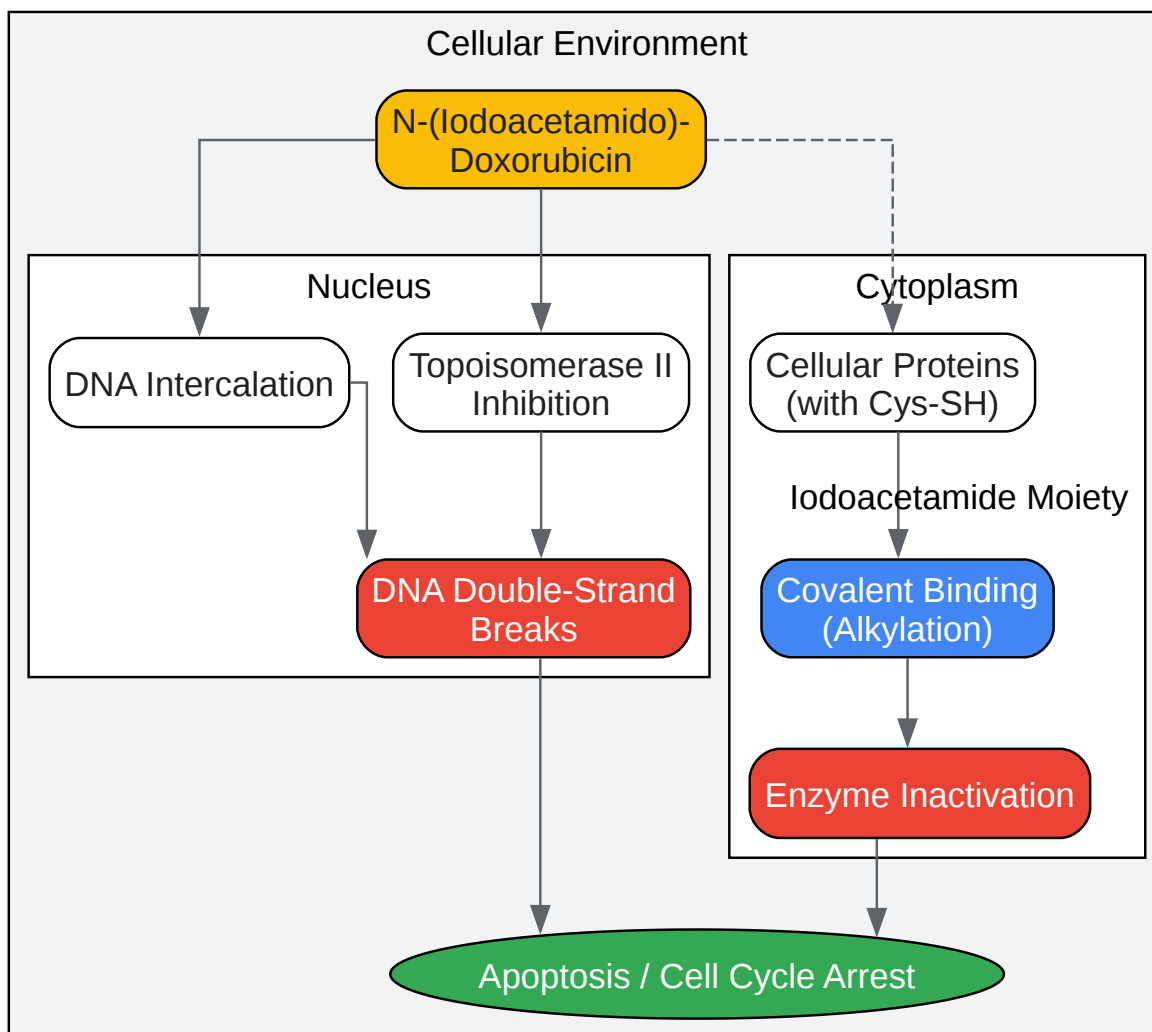 Cellular Environment
N-(Iodoacetamido)-
Doxorubicin
Nucleus
Cytoplasm
DNA Intercalation
Topoisomerase II
Inhibition
Cellular Proteins
(with Cys-SH)
Iodoacetamide Moiety
DNA Double-Strand
Breaks
Covalent Binding
(Alkylation)
Enzyme Inactivation
Apoptosis / Cell Cycle Arrest